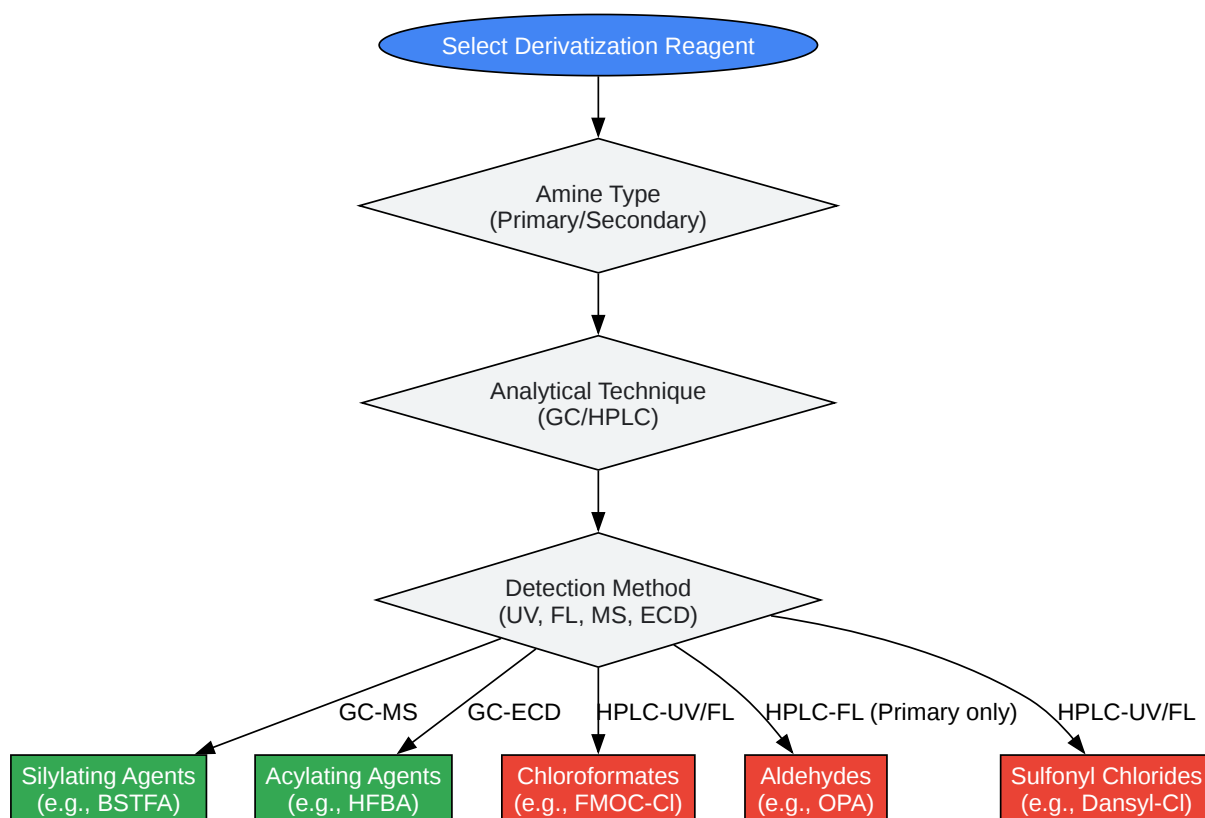 Select Derivatization Reagent
Amine Type
(Primary/Secondary)
Analytical Technique
(GC/HPLC)
Detection Method
(UV, FL, MS, ECD)
GC-MS
GC-ECD
HPLC-UV/FL
HPLC-FL (Primary only)
HPLC-UV/FL
Silylating Agents
(e.g., BSTFA)
Acylating Agents
(e.g., HFBA)
Chloroformates
(e.g., FMOC-Cl)
Aldehydes
(e.g., OPA)
Sulfonyl Chlorides
(e.g., Dansyl-Cl)